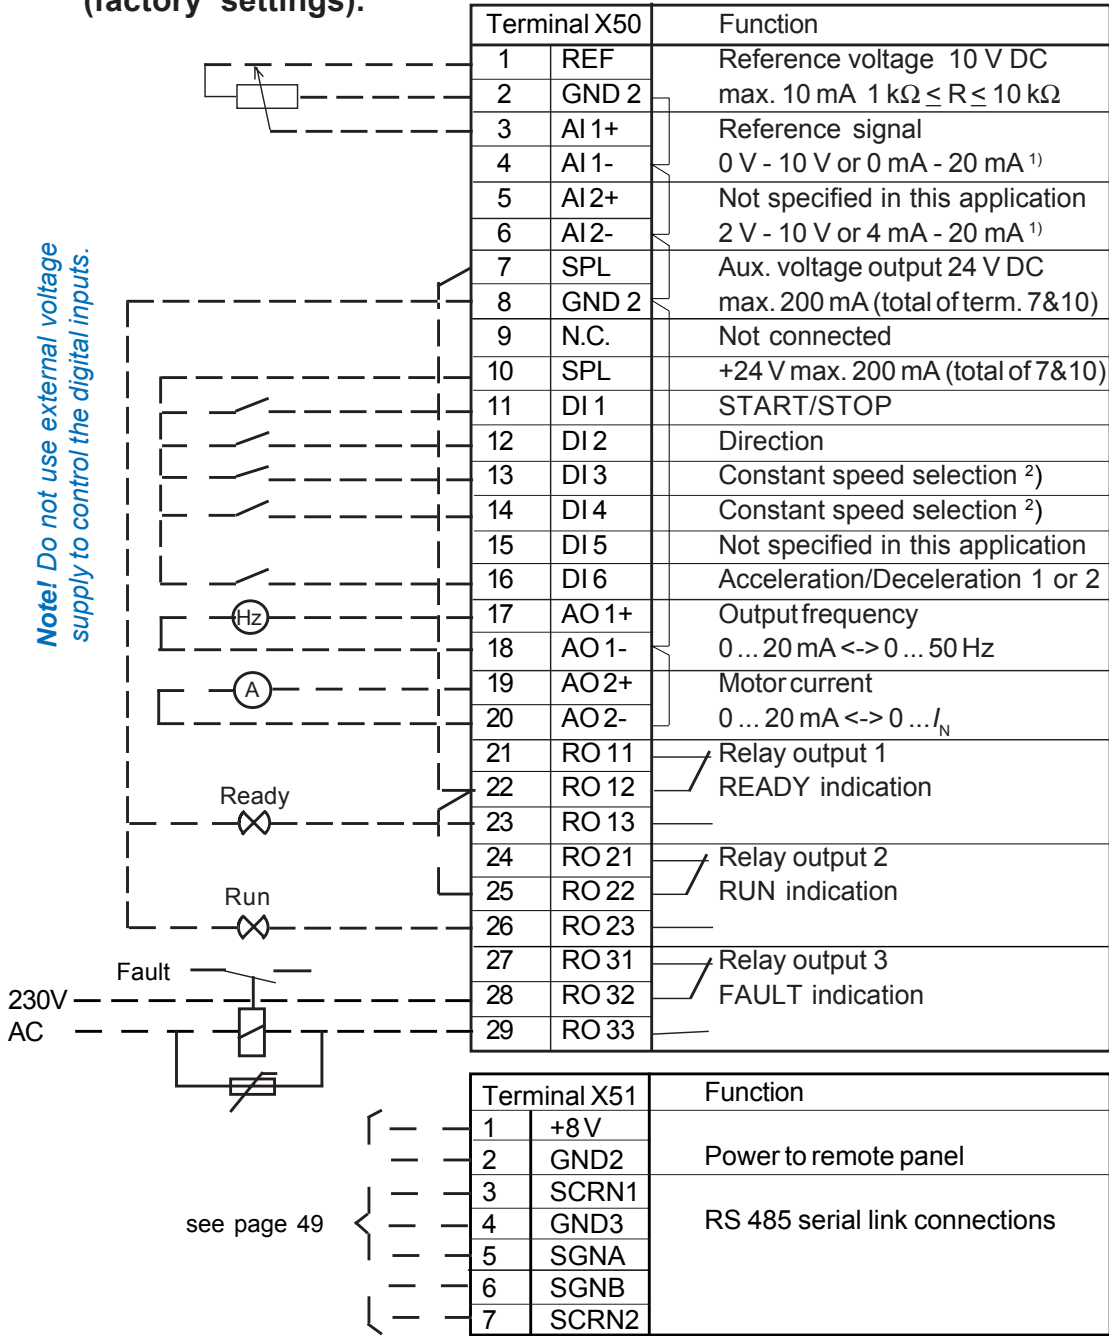 (factory settings).
Terminal X50 Function
1 REF Reference voltage 10 V DC
2 GND 2 max. 10 mA 1 kΩ ≤ R ≤ 10 kΩ
3 AI 1+ Reference signal
4 AI 1- 0 V - 10 V or 0 mA - 20 mA 1)
5 AI 2+ Not specified in this application
6 AI 2- 2 V - 10 V or 4 mA - 20 mA 1)
7 SPL Aux. voltage output 24 V DC
8 GND 2 max. 200 mA (total of term. 7&10)
9 N.C. Not connected
10 SPL +24 V max. 200 mA (total of 7&10)
11 DI 1 START/STOP
12 DI 2 Direction
13 DI 3 Constant speed selection 2)
14 DI 4 Constant speed selection 2)
15 DI 5 Not specified in this application
16 DI 6 Acceleration/Deceleration 1 or 2
Hz 17 AO 1+ Output frequency
18 AO 1- 0 ... 20 mA <-> 0 ... 50 Hz
A 19 AO 2+ Motor current
20 AO 2- 0 ... 20 mA <-> 0 ... IN
21 RO 11 Relay output 1
22 RO 12 READY indication
Ready
23 RO 13
24 RO 21 Relay output 2
25 RO 22 RUN indication
Run
26 RO 23
27 RO 31 Relay output 3
Fault
28 RO 32 FAULT indication
230V
AC 29 RO 33
Note! Do not use external voltage
supply to control the digital inputs.
Terminal X51 Function
1 +8 V
2 GND2 Power to remote panel
3 SCRN1
see page 49 4 GND3 RS 485 serial link connections
5 SGNA
6 SGNB
7 SCRN2